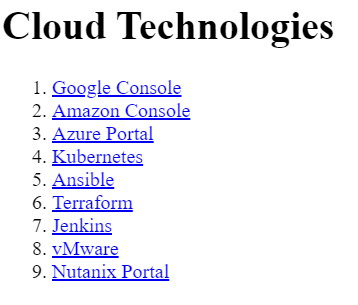 Cloud Technologies
1. Google Console
2. Amazon Console
3. Azure Portal
4. Kubernetes
5. Ansible
6. Terraform
7. Jenkins
8. vMware
9. Nutanix Portal